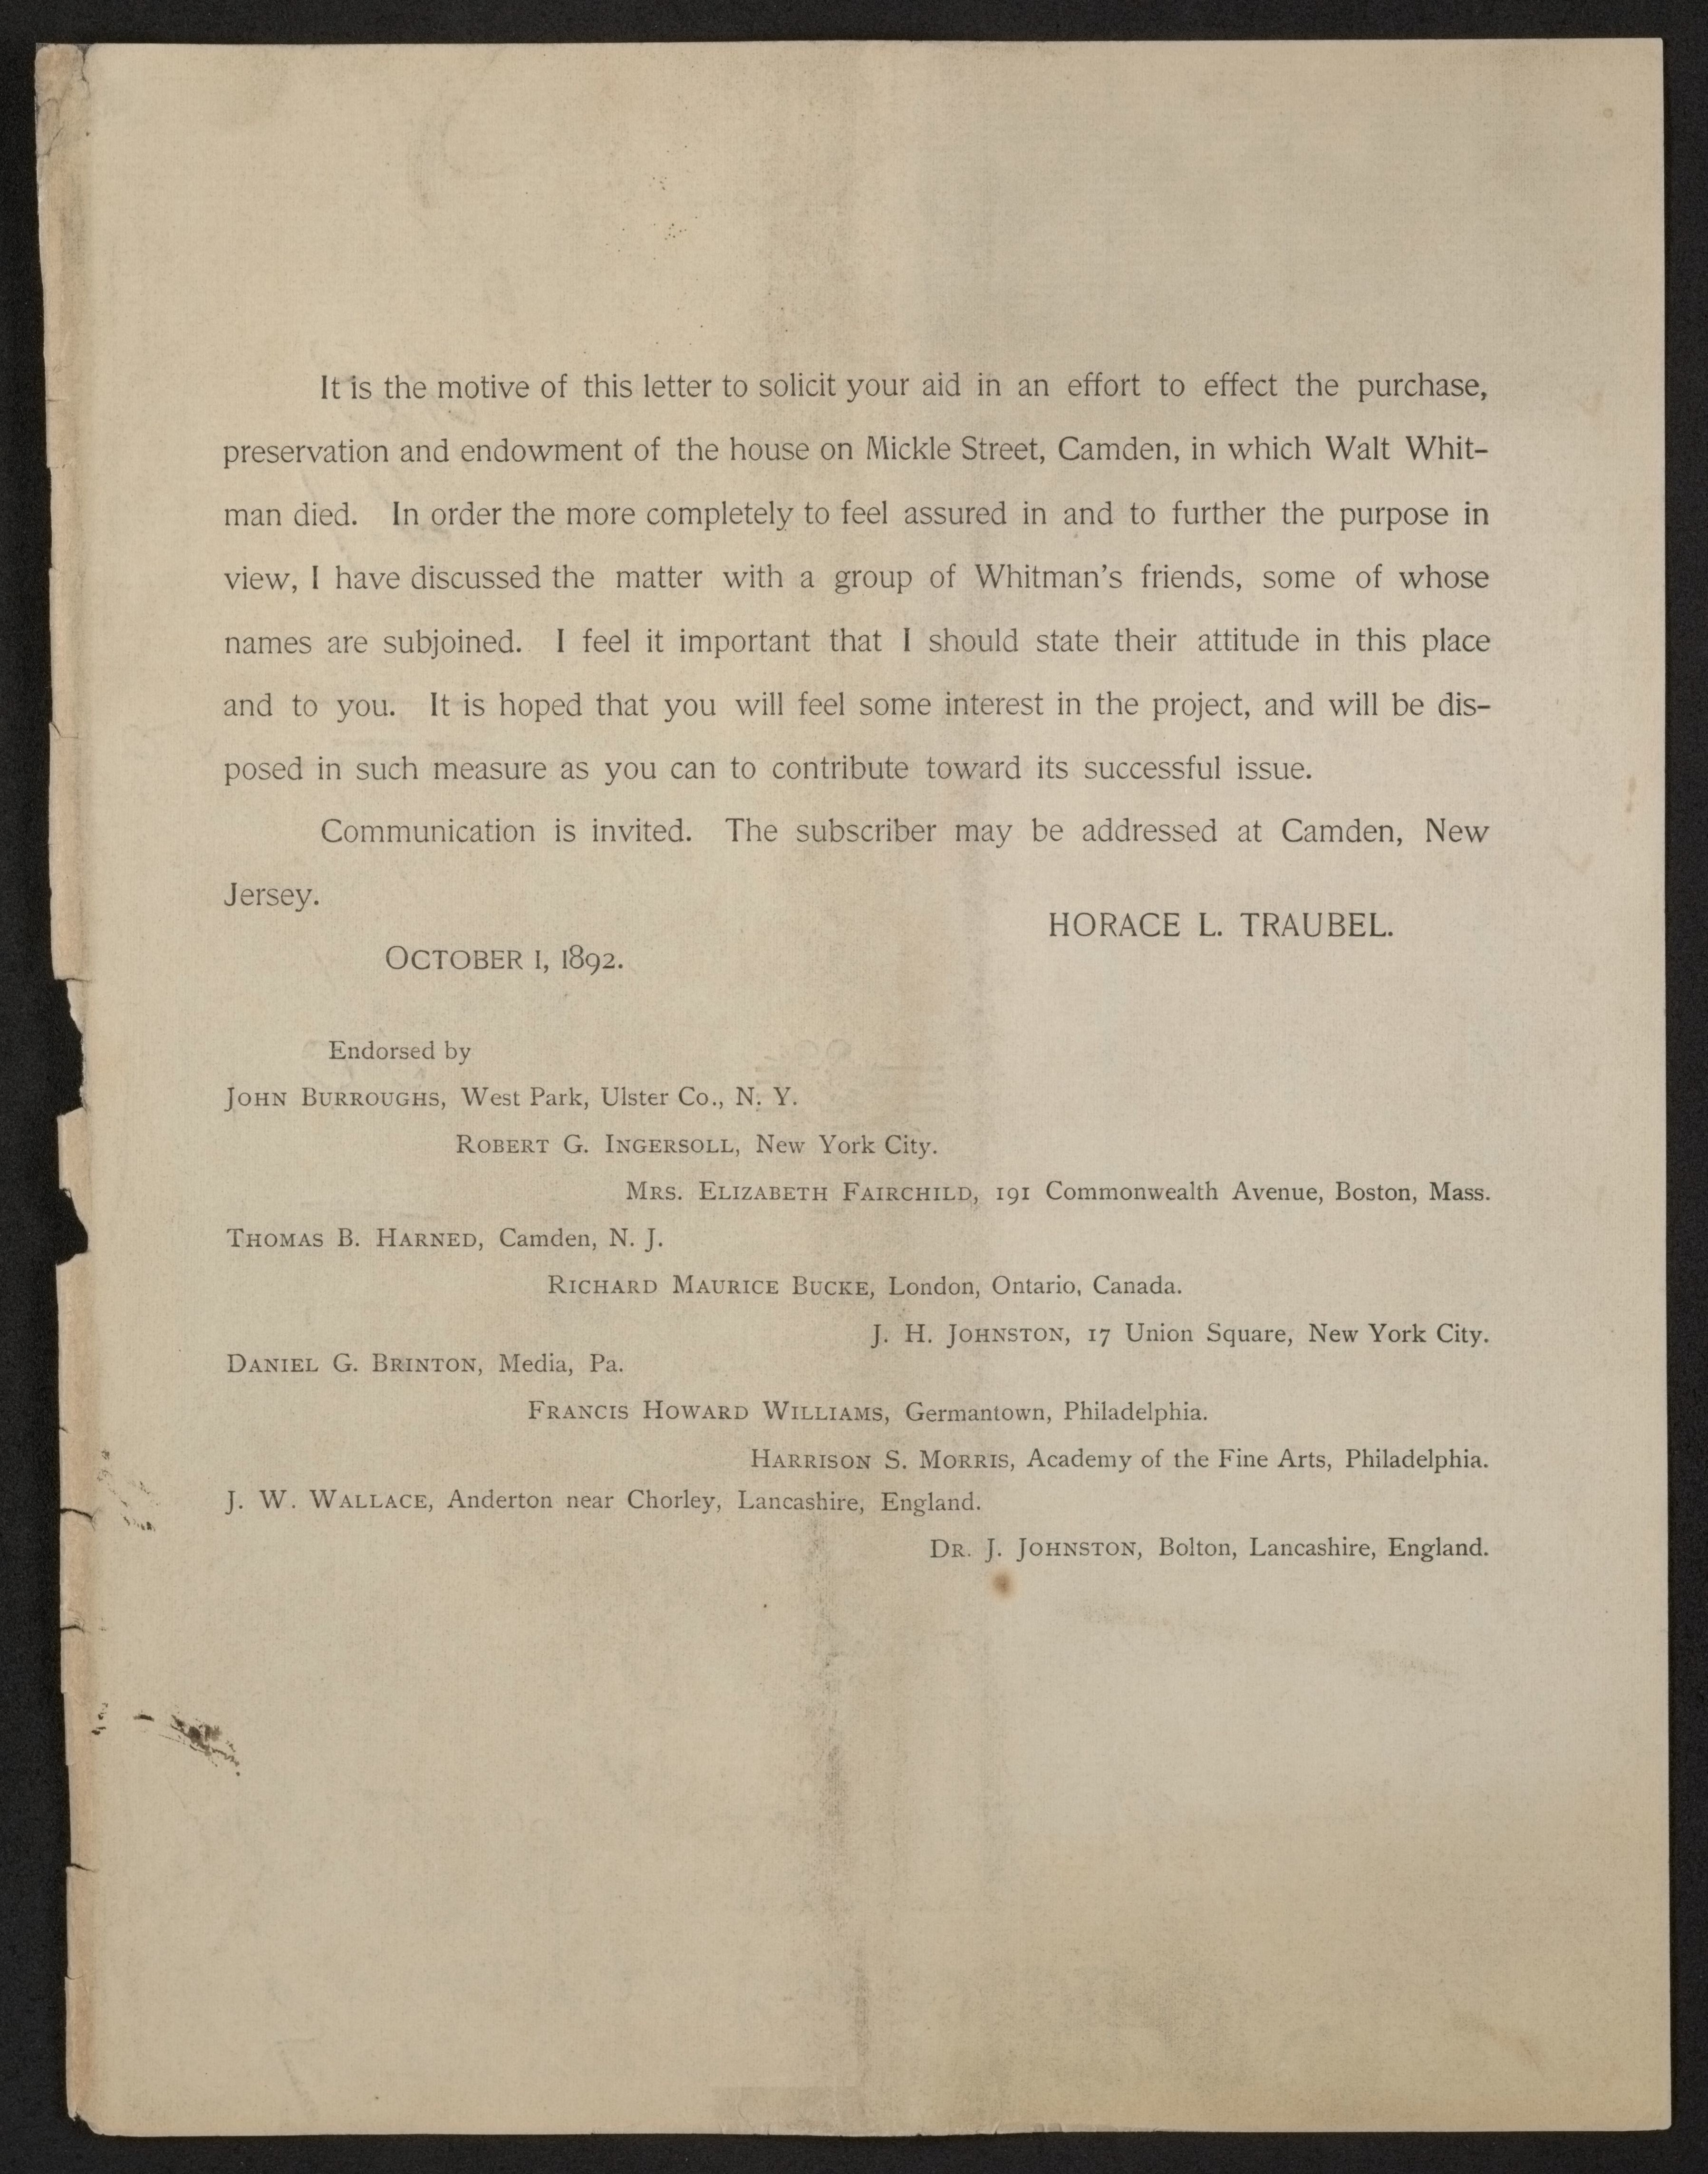 It is the motive of this letter to solicit your aid in an effort to effect the purchase,
preservation and endowment of the house on Mickle Street, Camden, in which Walt Whit-
man died. In order the more completely to feel assured in and to further the purpose in
view, I have discussed the matter with a group of Whitman's friends, some of whose
names are subjoined. I feel it important that I should state their attitude in this place
and to you. It is hoped that you will feel some interest in the project, and will be dis-
posed in such measure as you can to contribute toward its successful issue.
Communication is invited. The subscriber may be addressed at Camden, New
Jersey.
HORACE L. TRAUBEL.
OCTOBER 1, 1892.
Endorsed by
JOHN BURROUGHS, West Park, Ulster Co., N. Y.
ROBERT G. INGERSOLL, New York City.
MRS. ELIZABETH FAIRCHILD, 191 Commonwealth Avenue, Boston, Mass.
THOMAS B. HARNED, Camden, N. J.
RICHARD MAURICE BUCKE, London, Ontario, Canada.
J. H. JOHNSTON, 17 Union Square, New York City.
DANIEL G. BRINTON, Media, Pa.
FRANCIS HOWARD WILLIAMS, Germantown, Philadelphia.
HARRISON S. MORRIS, Academy of the Fine Arts, Philadelphia.
J. W. WALLACE, Anderton near Chorley, Lancashire, England.
DR. J. JOHNSTON, Bolton, Lancashire, England.